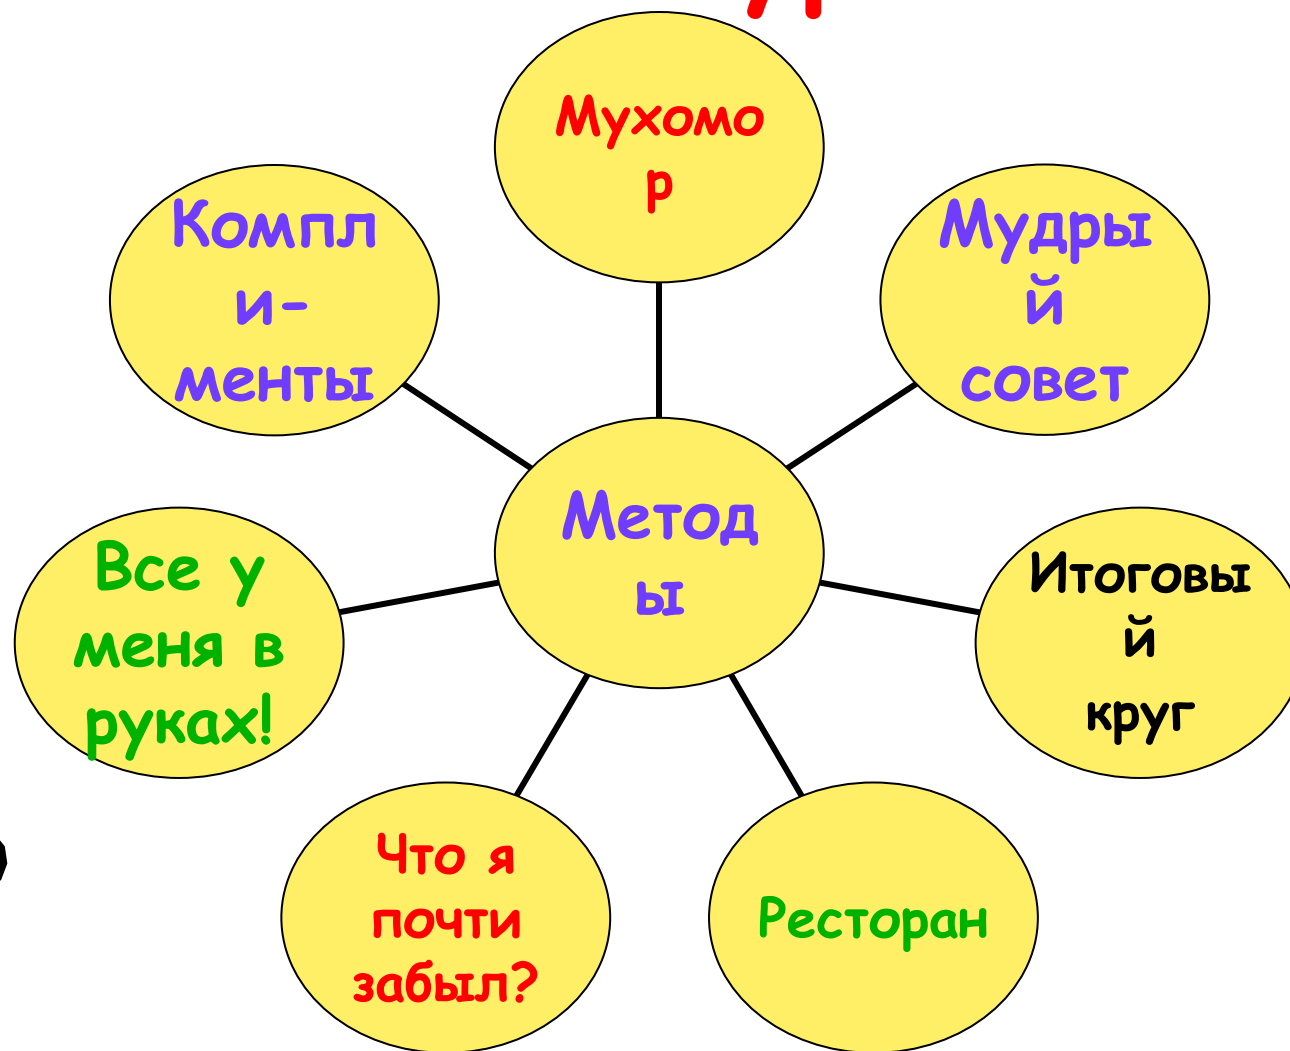 Мухомо
р
Компл
и-
менты
Мудры
й
совет
Метод
ы
Все у
меня в
руках!
Итоговы
й
круг
Что я
почти
забыл?
Ресторан